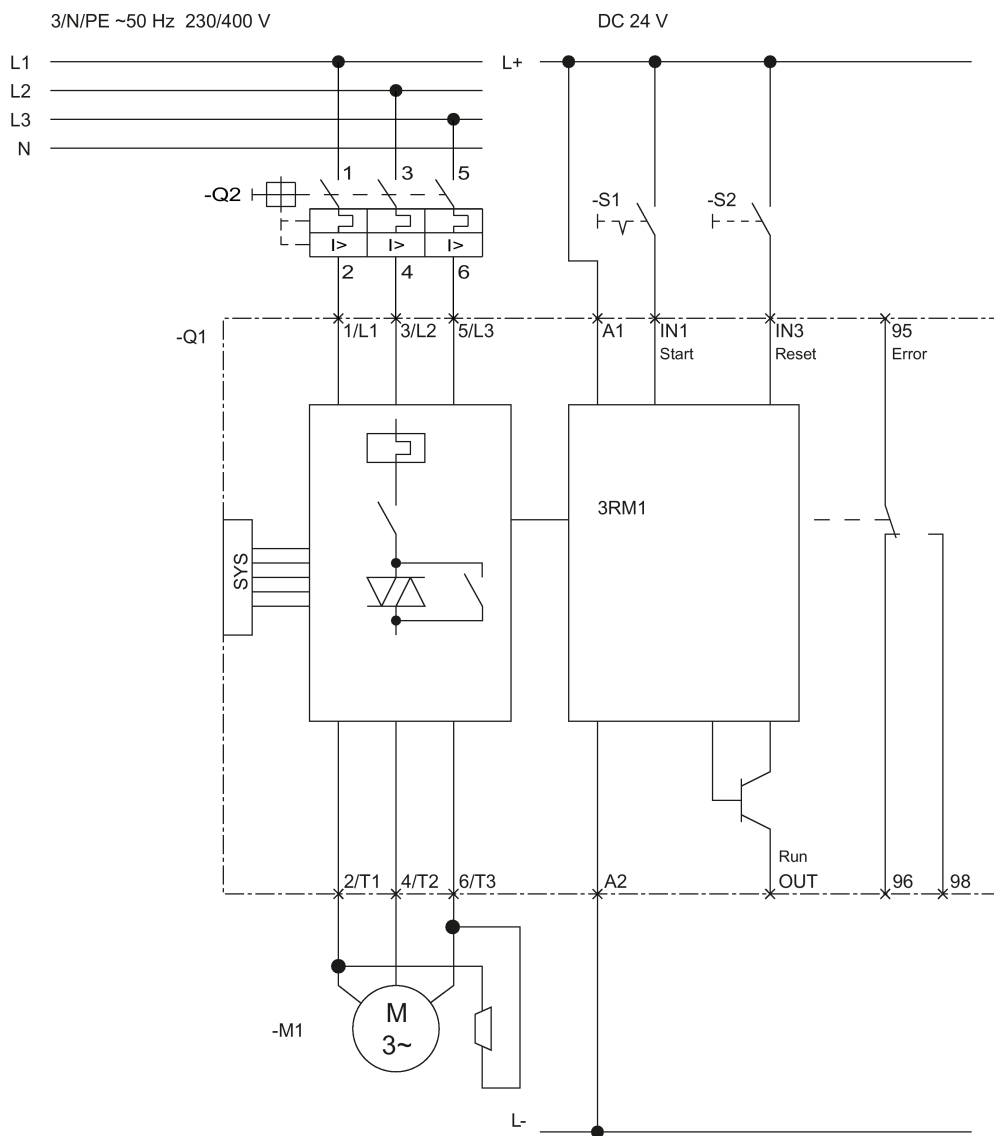 3/N/PE ~50 Hz 230/400 V
DC 24 V
L1
L+
L2
L3
N
1 3 5
-Q2
-S1
-S2
I> I> I>
2 4 6
-Q1
1/L1 3/L2 5/L3
A1 IN1 IN3 95
Start Reset Error
3RM1
SYS
Run
2/T1 4/T2 6/T3
A2 OUT 96 98
-M1
M
3~
L-